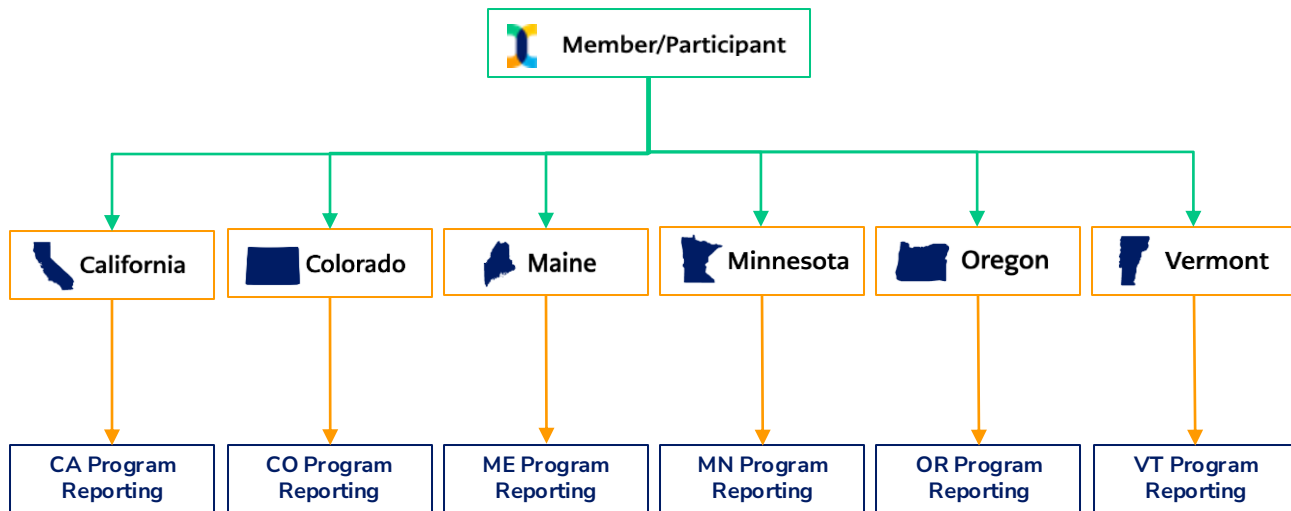 Member/Participant
California
Colorado
Maine
Minnesota
Oregon
Vermont
CA Program
Reporting
CO Program
Reporting
ME Program
Reporting
MN Program
Reporting
OR Program
Reporting
VT Program
Reporting